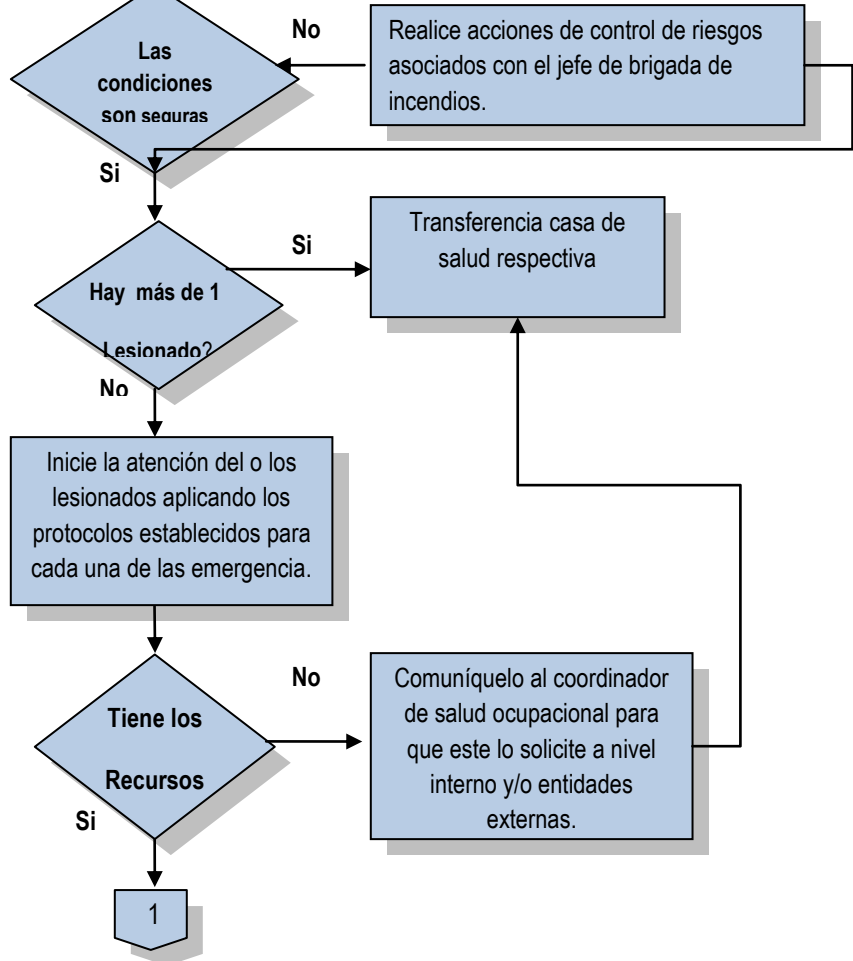 Las
condiciones
son seguras
No
Realice acciones de control de riesgos
asociados con el jefe de brigada de
incendios.
Si
Hay más de 1
Lesionado?
Si
Transferencia casa de
salud respectiva
No
Inicie la atención del o los
lesionados aplicando los
protocolos establecidos para
cada una de las emergencia.
Tiene los
Recursos
No
Comuníquelo al coordinador
de salud ocupacional para
que este lo solicite a nivel
interno y/o entidades
externas.
Si
1